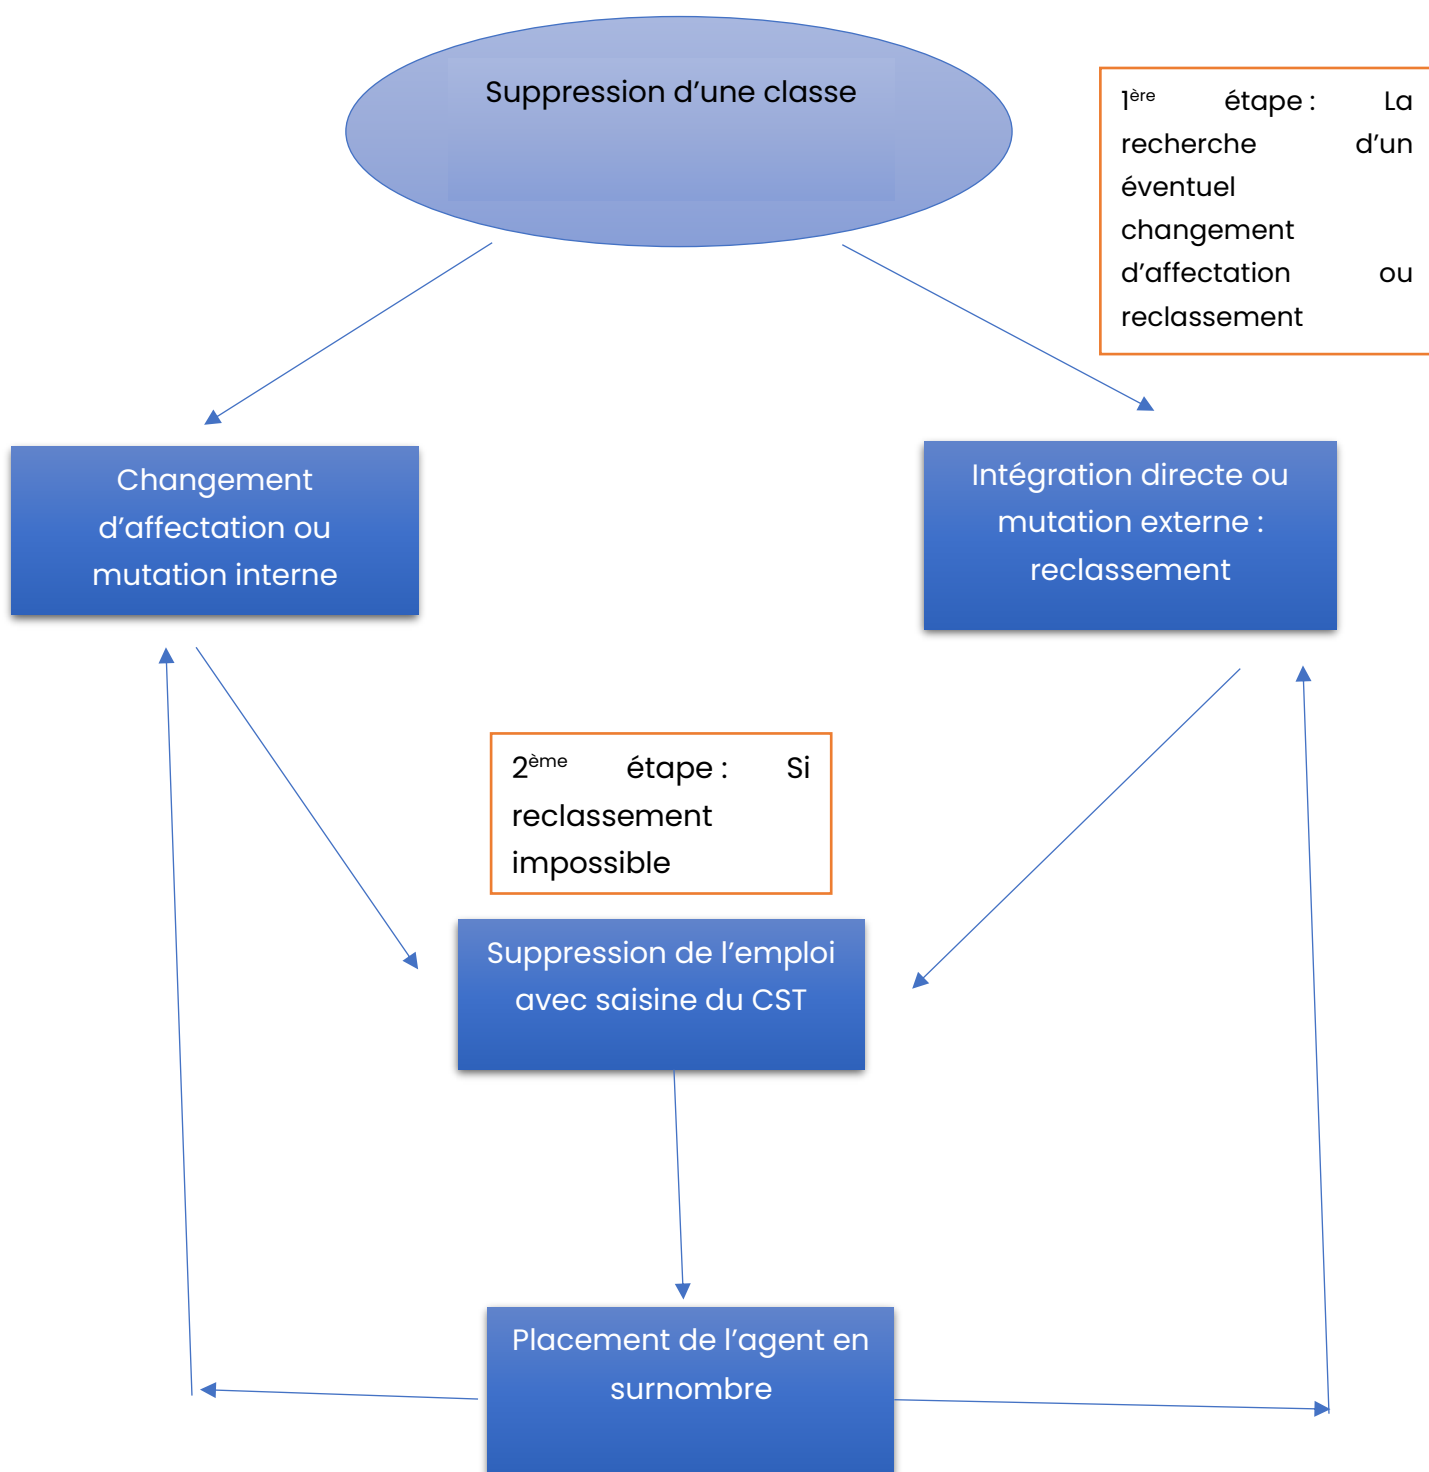 Suppression d’une classe
1ère étape : La
recherche d’un
éventuel
changement
d’affectation ou
reclassement
Changement
d’affectation ou
mutation interne
Intégration directe ou
mutation externe :
reclassement
2ème étape : Si
reclassement
impossible
Suppression de l’emploi
avec saisine du CST
Placement de l’agent en
surnombre